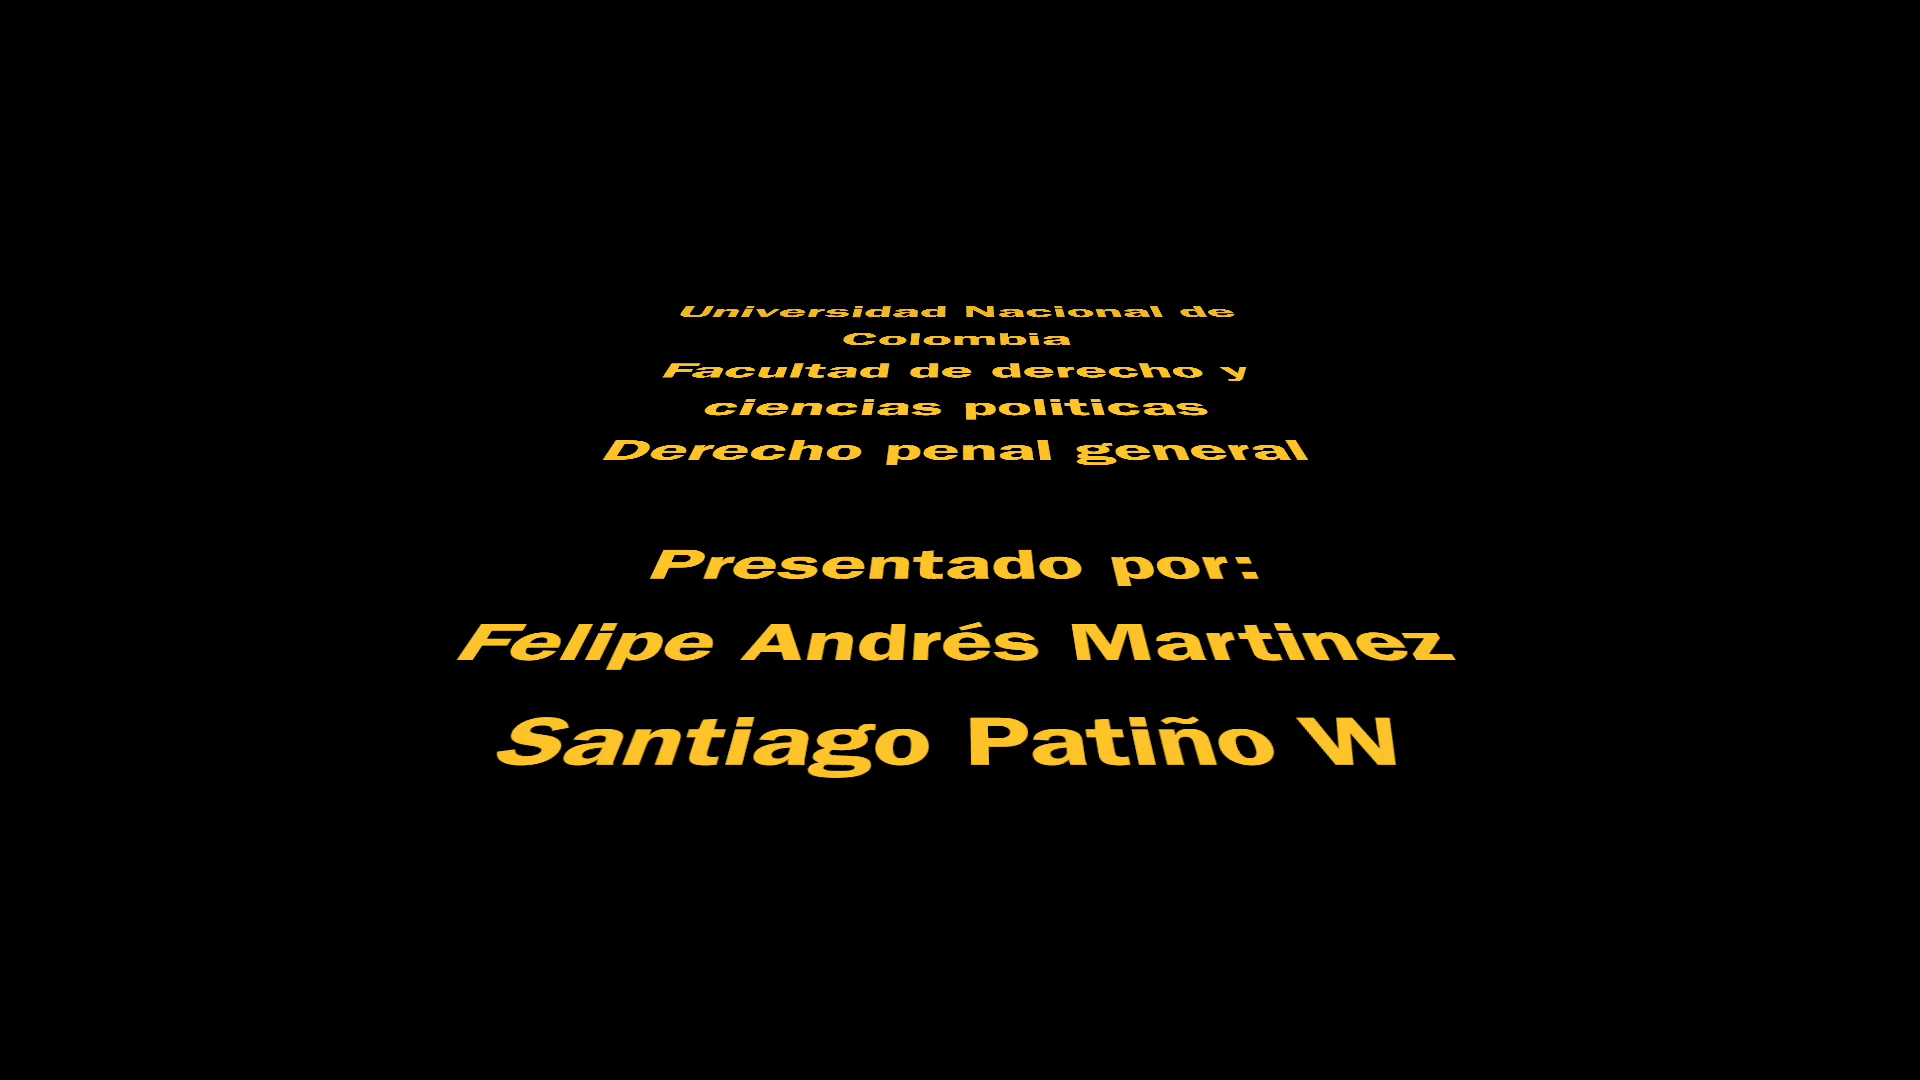 Universidad Nacional de
Colombia
Facultad de derecho y
ciencias politicas
Derecho penal general
Presentado por:
Felipe Andrés Martinez
Santiago Patiño W